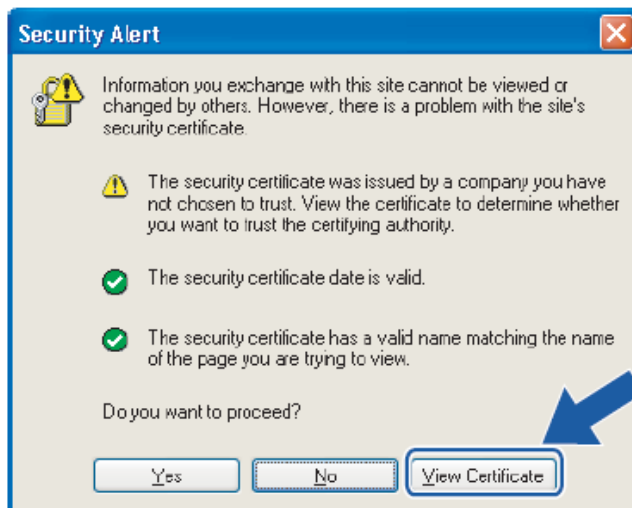 Security Alert
Information you exchange with this site cannot be viewed or
changed by others. However, there is a problem with the site's
security certificate.
The security certificate was issued by a company you have
not chosen to trust. View the certificate to determine whether
you want to trust the certifying authority.
The security certificate date is valid.
The security certificate has a valid name matching the name
of the page you are trying to view.
Do you want to proceed?
Yes No View Certificate